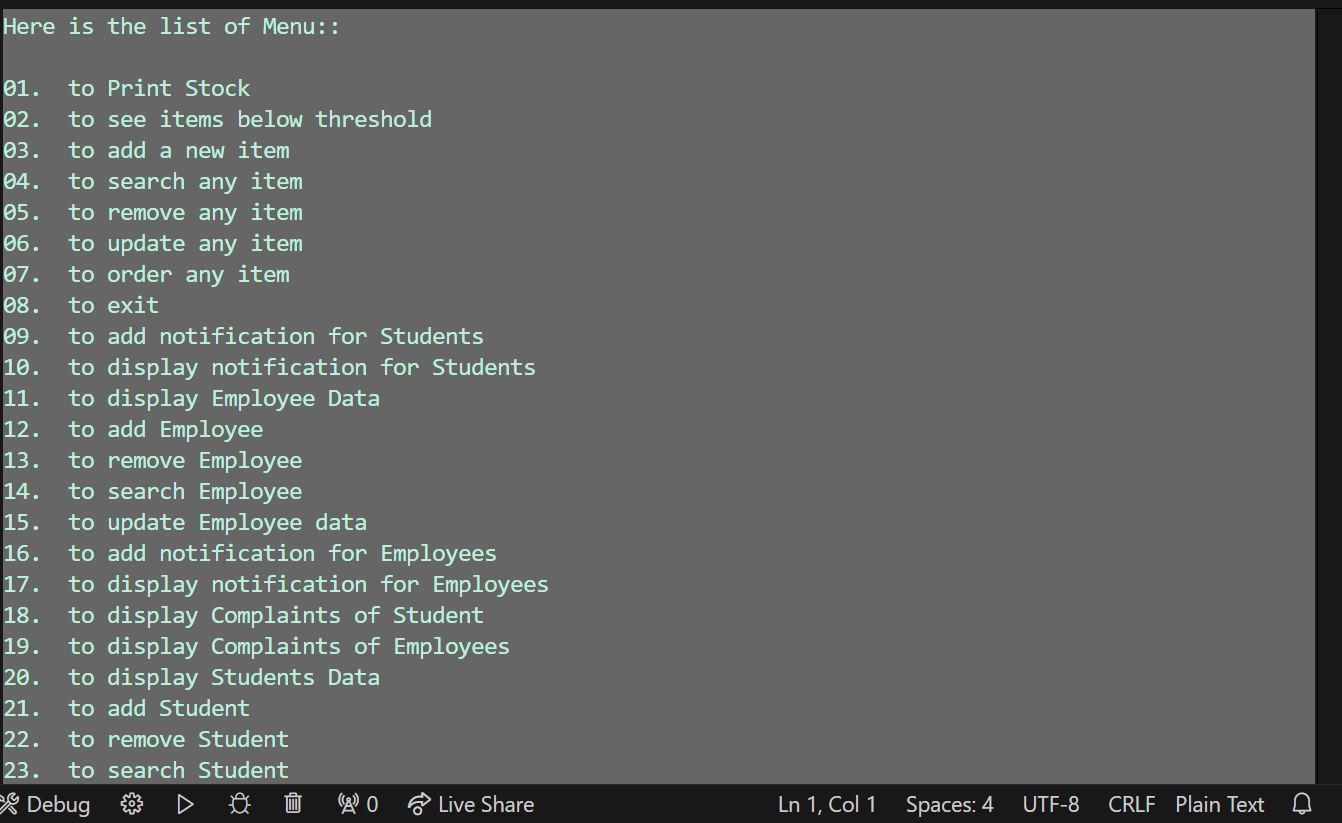 Here is the list of Menu::
01.  to Print Stock
02.  to see items below threshold
03.  to add a new item
04.  to search any item
05.  to remove any item
06.  to update any item
07.  to order any item
08.  to exit
09.  to add notification for Students
10.  to display notification for Students
11.  to display Employee Data
12.  to add Employee
13.  to remove Employee
14.  to search Employee
15.  to update Employee data
16.  to add notification for Employees
17.  to display notification for Employees
18.  to display Complaints of Student
19.  to display Complaints of Employees
20.  to display Students Data
21.  to add Student
22.  to remove Student
23.  to search Student
Debug 0 Live Share Ln 1, Col 1 Spaces: 4 UTF-8 CRLF Plain Text